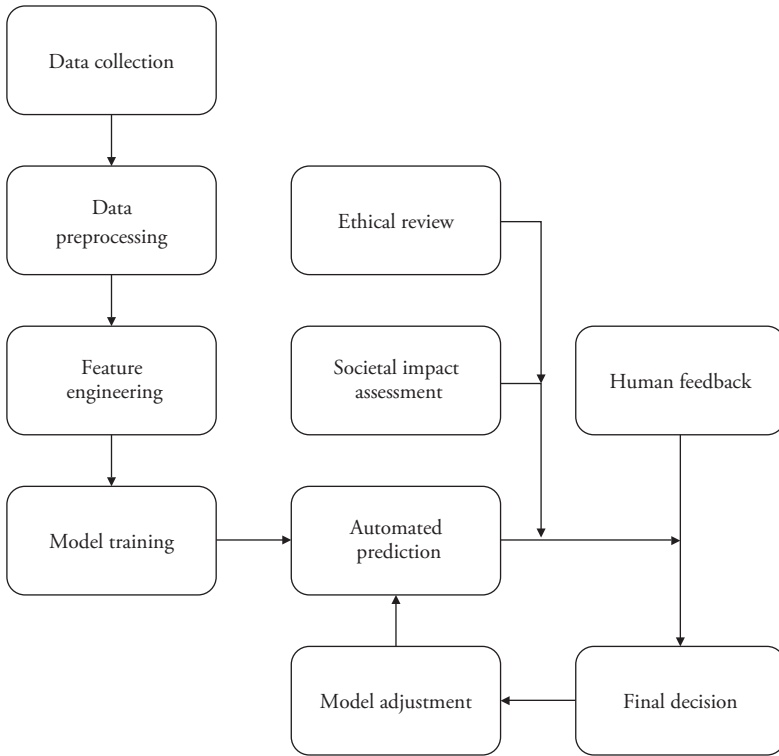 Data collection
Data
preprocessing
Ethical review
Feature
engineering
Societal impact
assessment
Human feedback
Model training
Automated
prediction
Model adjustment
Final decision